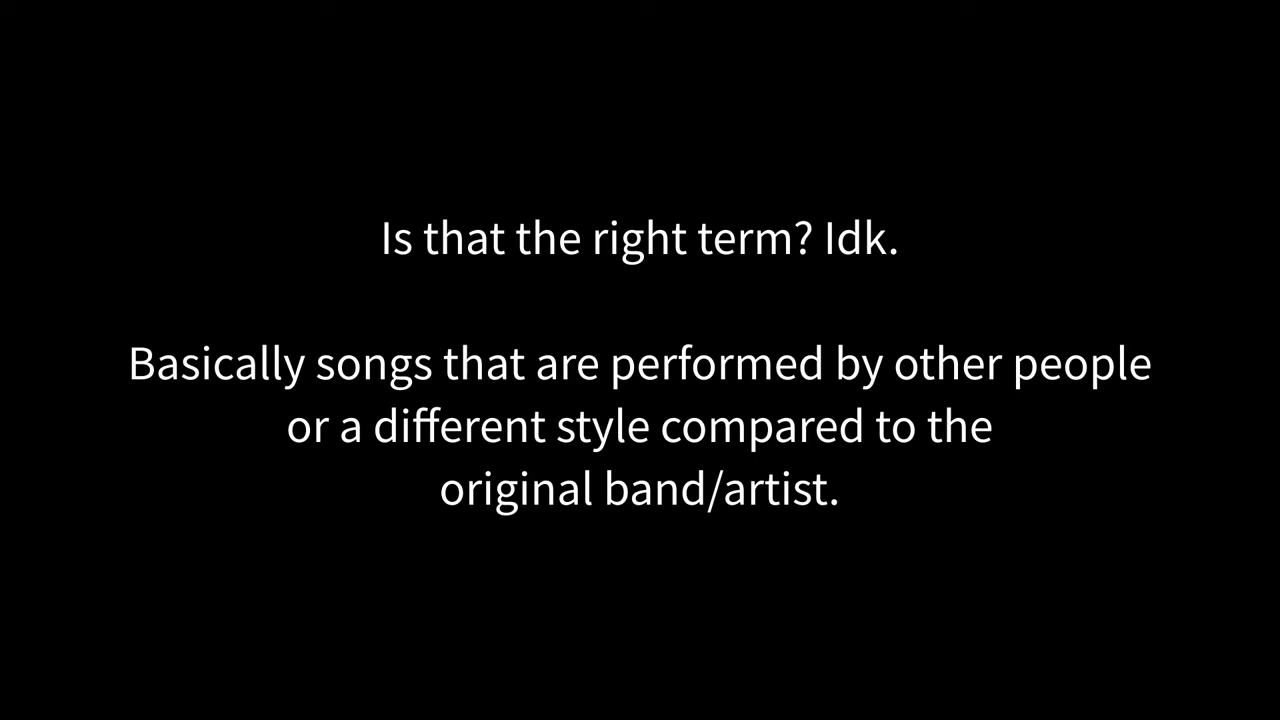 Is that the right term? Idk.
Basically songs that are performed by other people
or a different style compared to the
original band/artist.